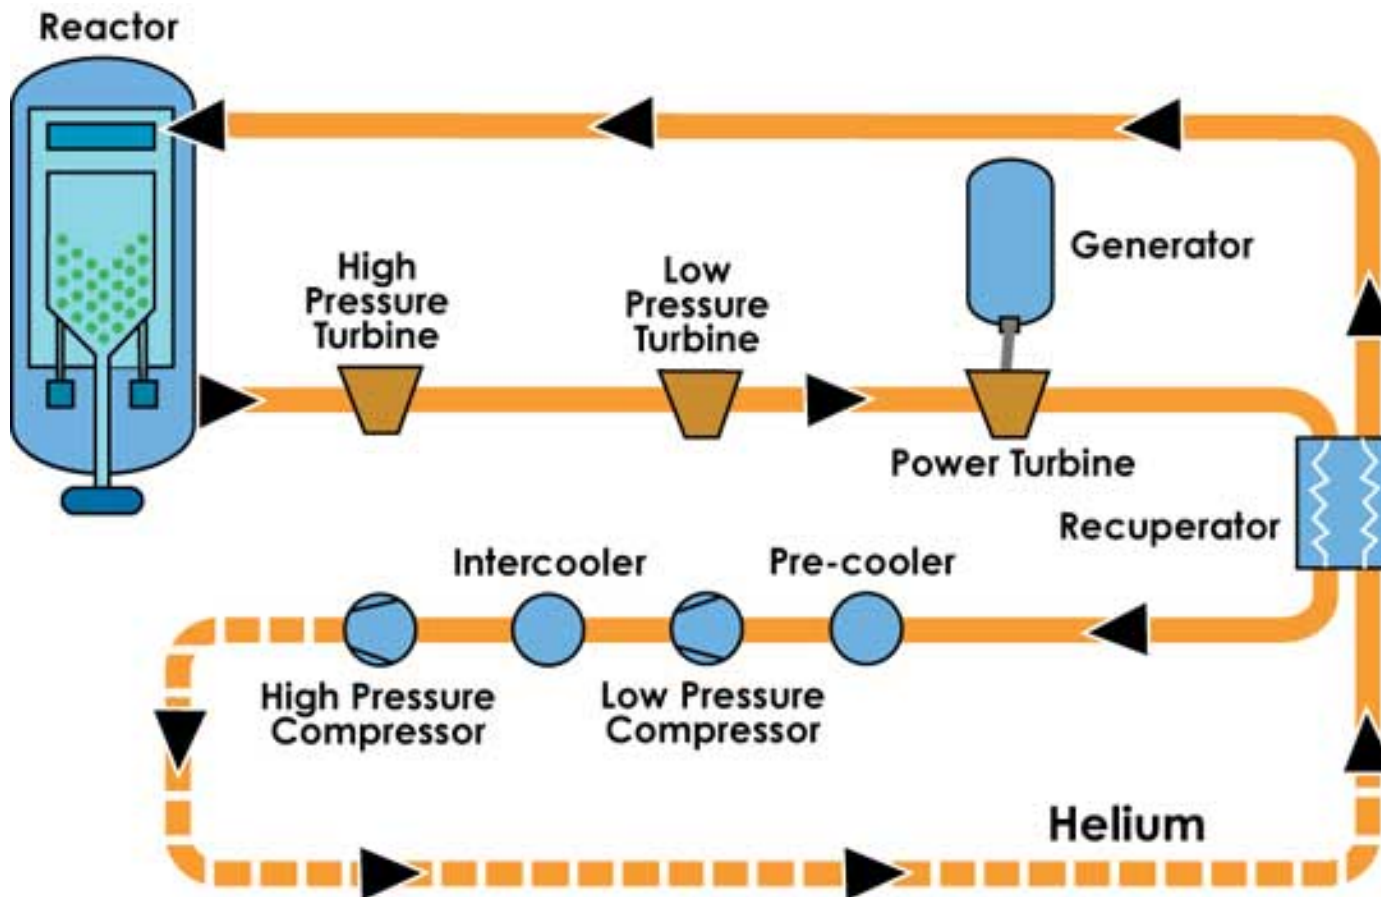 Reactor
Generator
High
Pressure
Turbine
Low
Pressure
Turbine
Power Turbine
Recuperator
Intercooler
Pre-cooler
High Pressure
Compressor
Low Pressure
Compressor
Helium